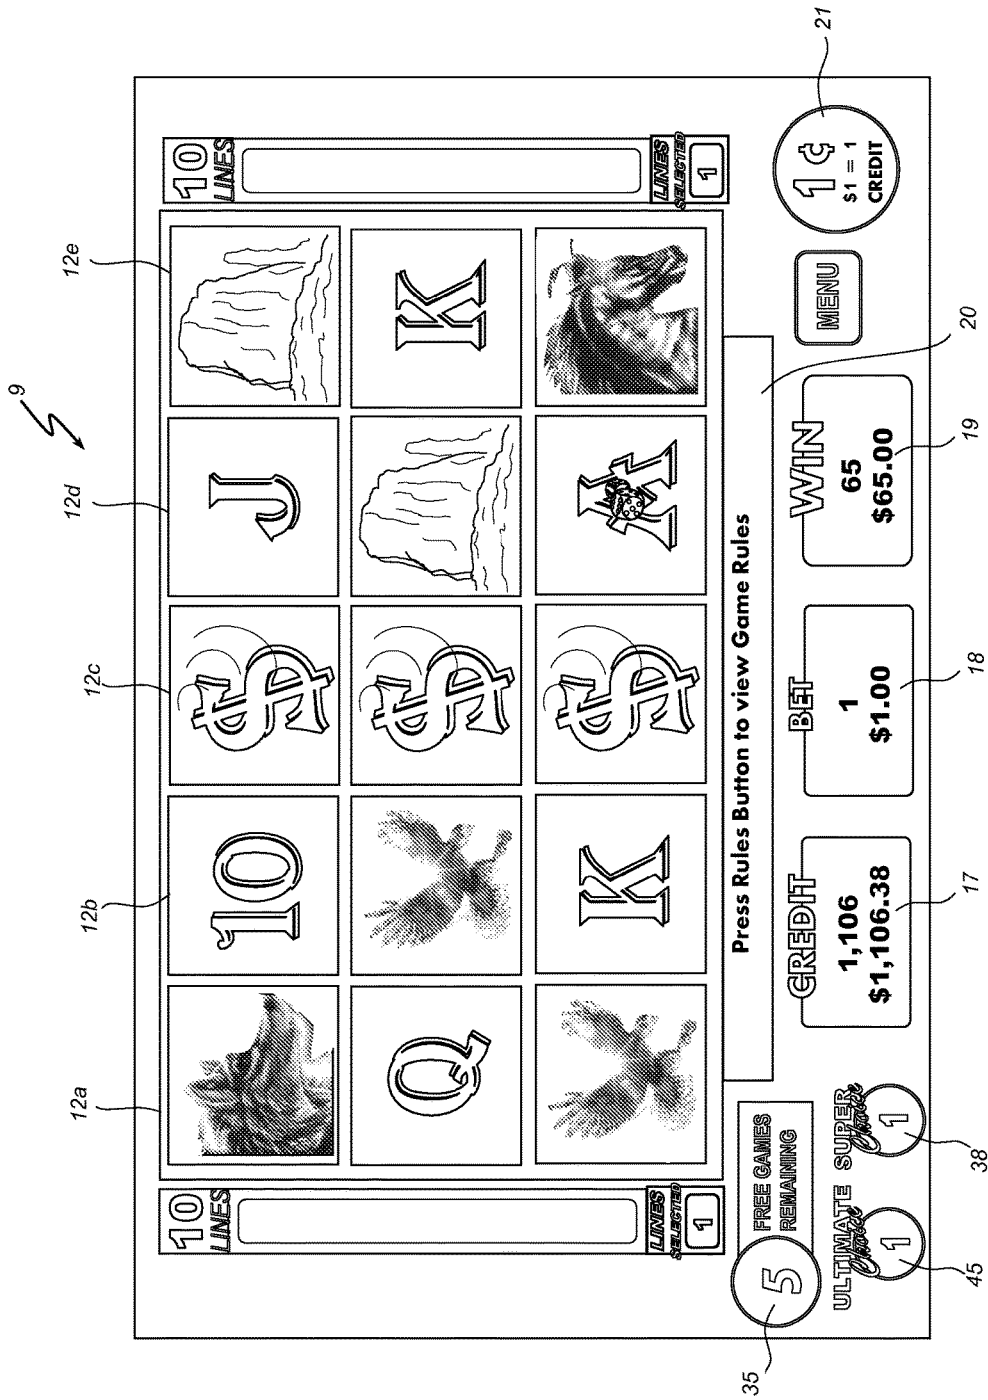 9
12a
12b
12c
12d
12e
10
LINES
10
LINES
10
$
J
Q
$
K
K
$
A
LINES
SELECTED
1
LINES
SELECTED
1
Press Rules Button to view Game Rules
20
35
5
FREE GAMES
REMAINING
ULTIMATE
Choice
1
45
SUPER
Choice
1
38
CREDIT
1,106
$1,106.38
17
BET
1
$1.00
18
WIN
65
$65.00
19
MENU
1¢
$1 = 1
CREDIT
21